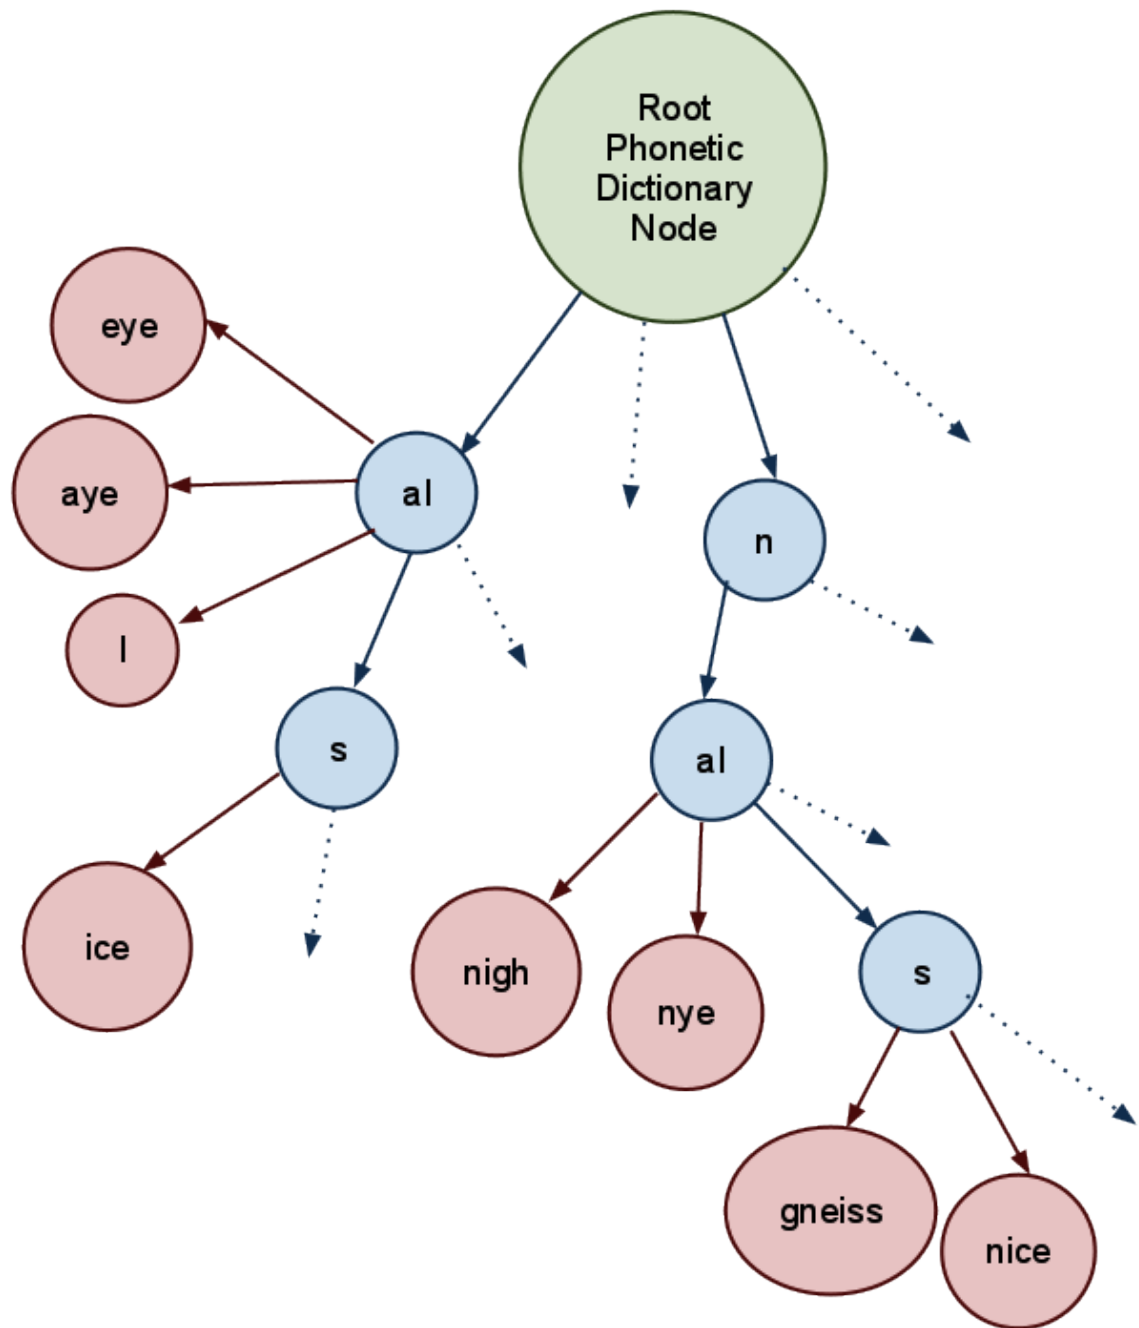 Root
Phonetic
Dictionary
Node
eye
aye
al
I
n
s
al
ice
nigh
nye
s
gneiss
nice